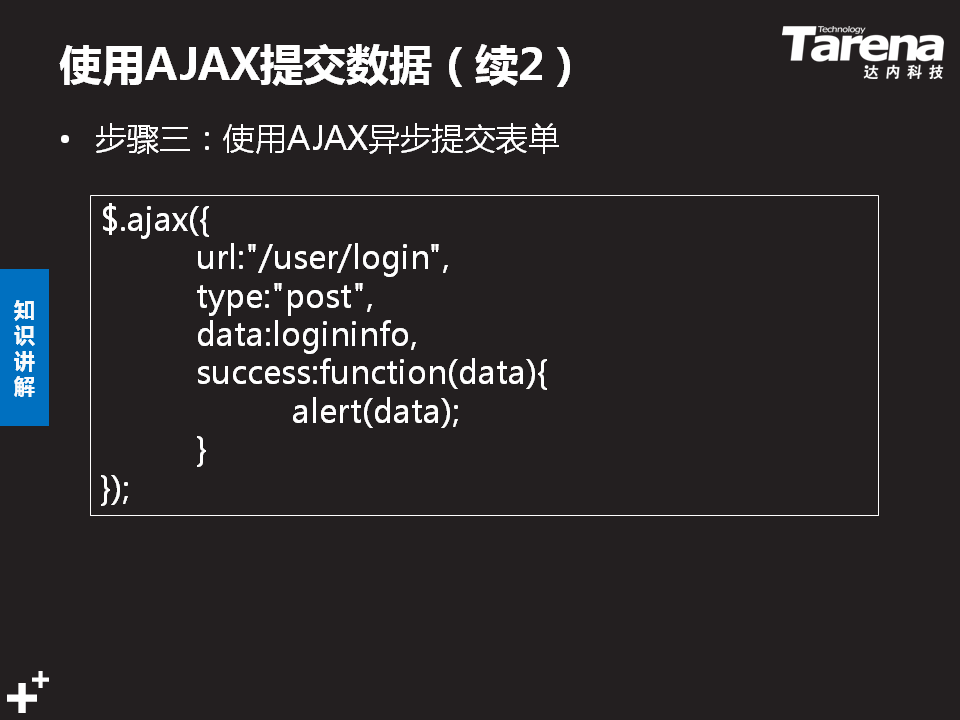 使用AJAX提交数据（续2）
Technology
Tarena
达内科技
• 步骤三：使用AJAX异步提交表单
知识讲解
$.ajax({
url:"/user/login",
type:"post",
data:logininfo,
success:function(data){
alert(data);
}
});